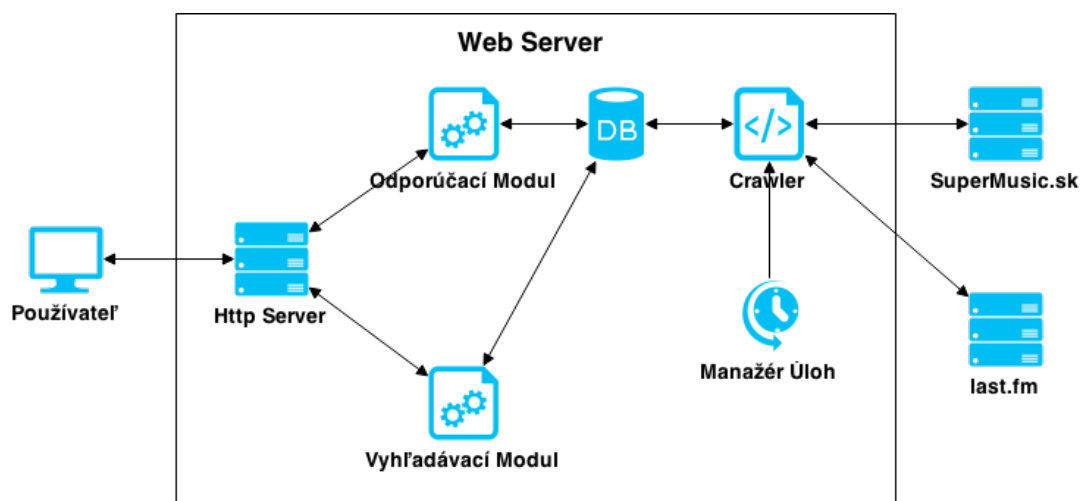 Web Server
DB
Odporúčací Modul
Crawler
SuperMusic.sk
Používateľ
Http Server
Manažér Úloh
last.fm
Vyhľadávací Modul